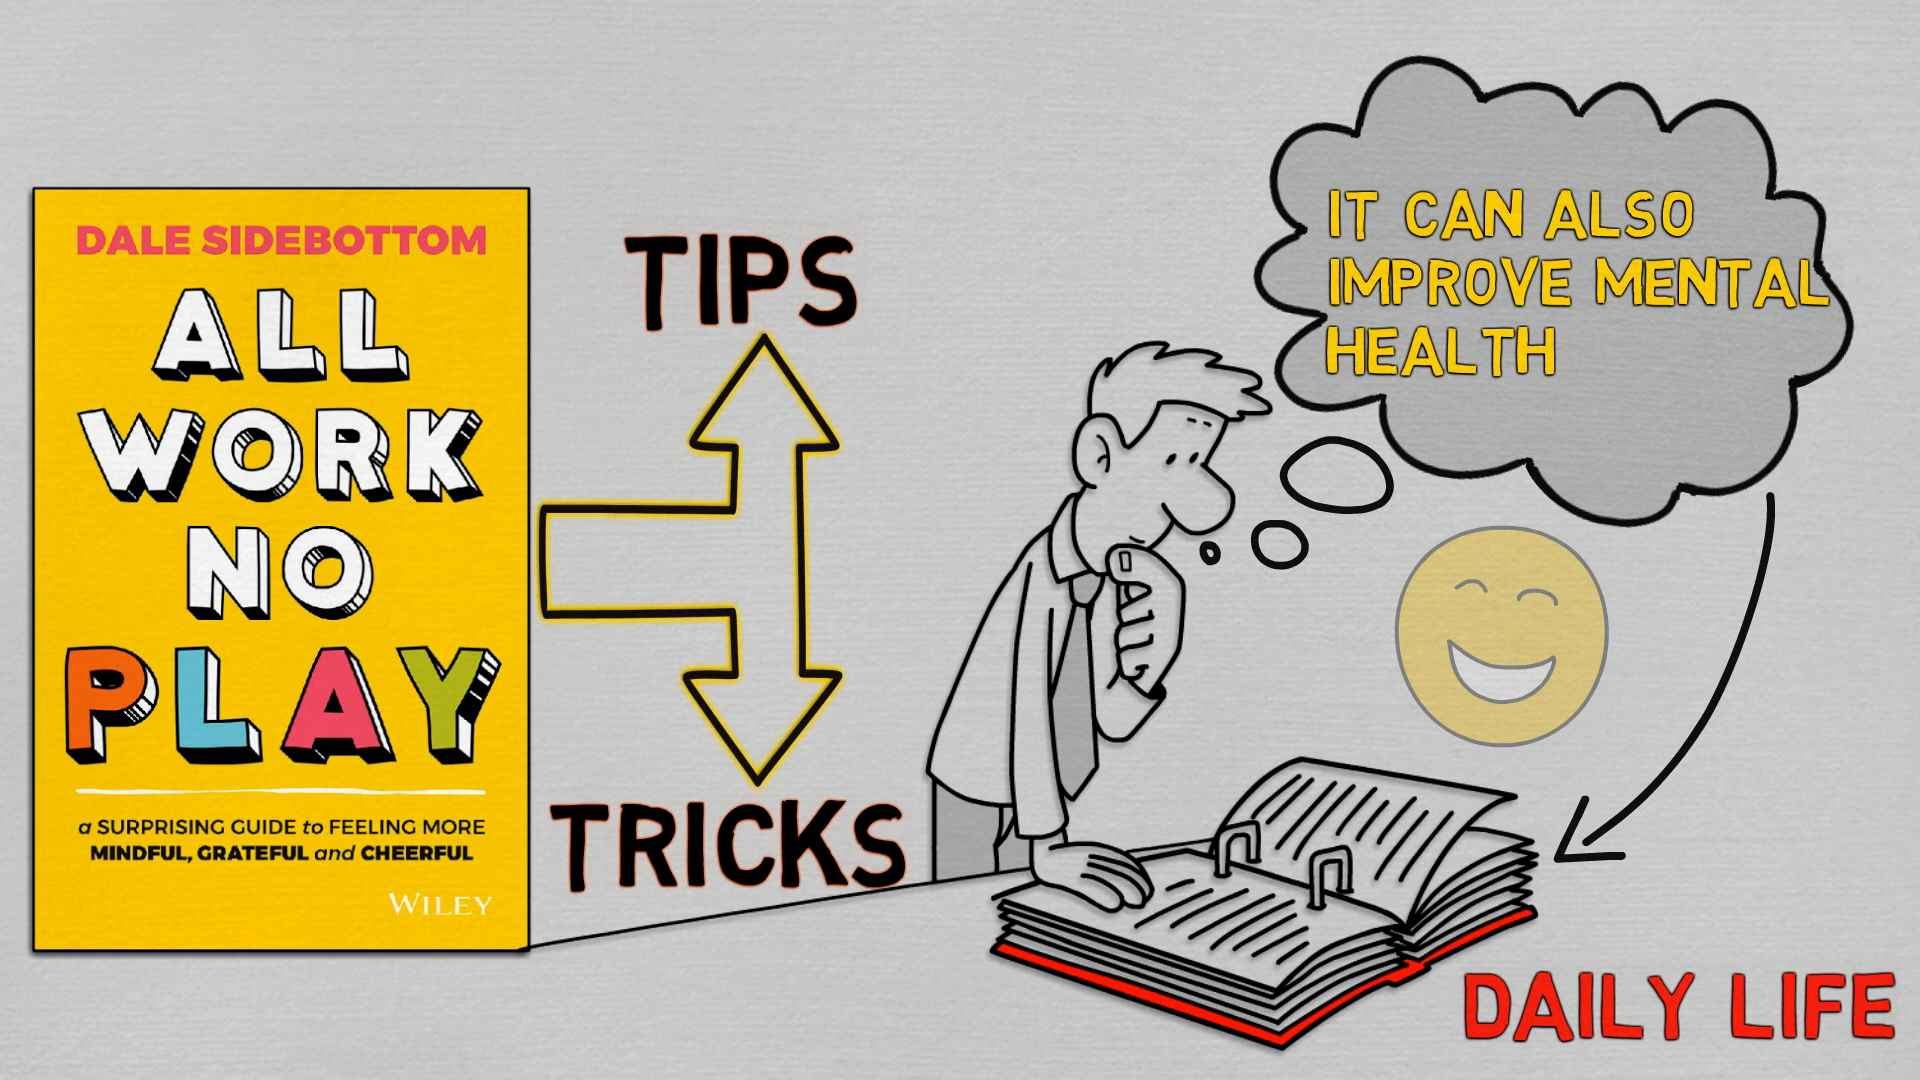 DALE SIDEBOTTOM
ALL
WORK
NO
PLAY
a SURPRISING GUIDE to FEELING MORE
MINDFUL, GRATEFUL and CHEERFUL
WILEY
TIPS
TRICKS
IT CAN ALSO
IMPROVE MENTAL
HEALTH
DAILY LIFE